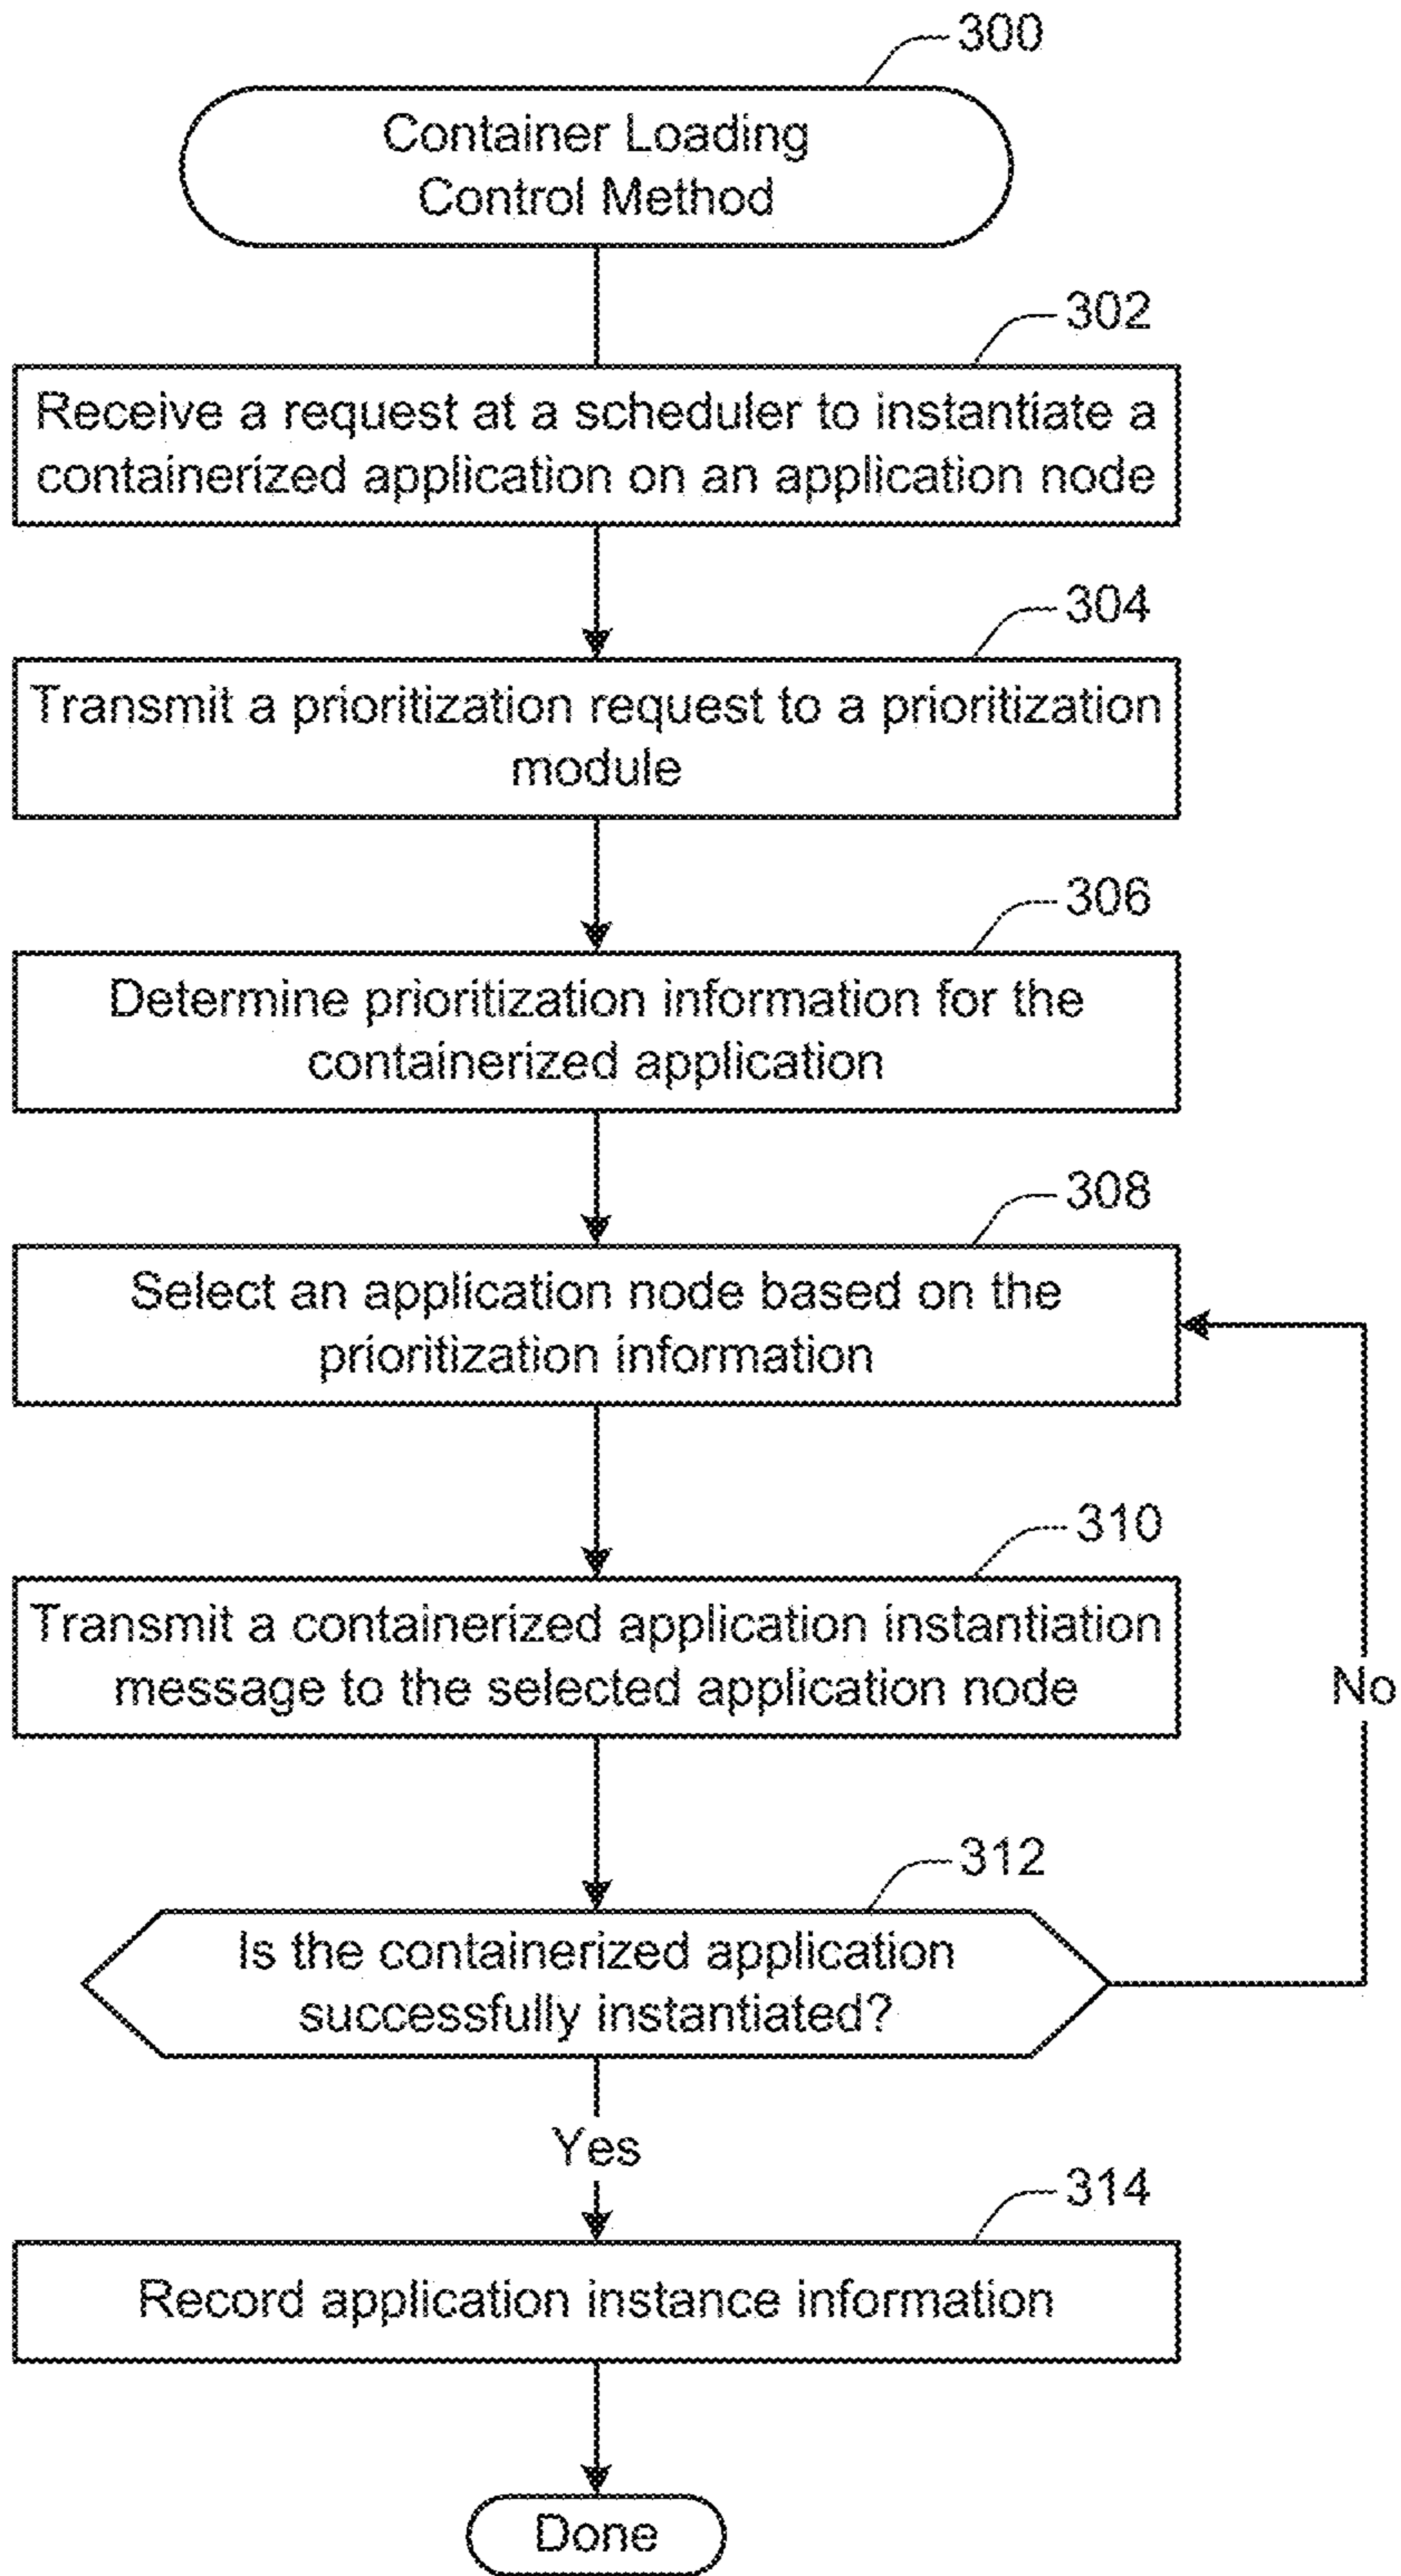 300
Container Loading
Control Method
302
Receive a request at a scheduler to instantiate a
containerized application on an application node
304
Transmit a prioritization request to a prioritization
module
306
Determine prioritization information for the
containerized application
308
Select an application node based on the
prioritization information
310
Transmit a containerized application instantiation
message to the selected application node
No
312
Is the containerized application
successfully instantiated?
Yes
314
Record application instance information
Done